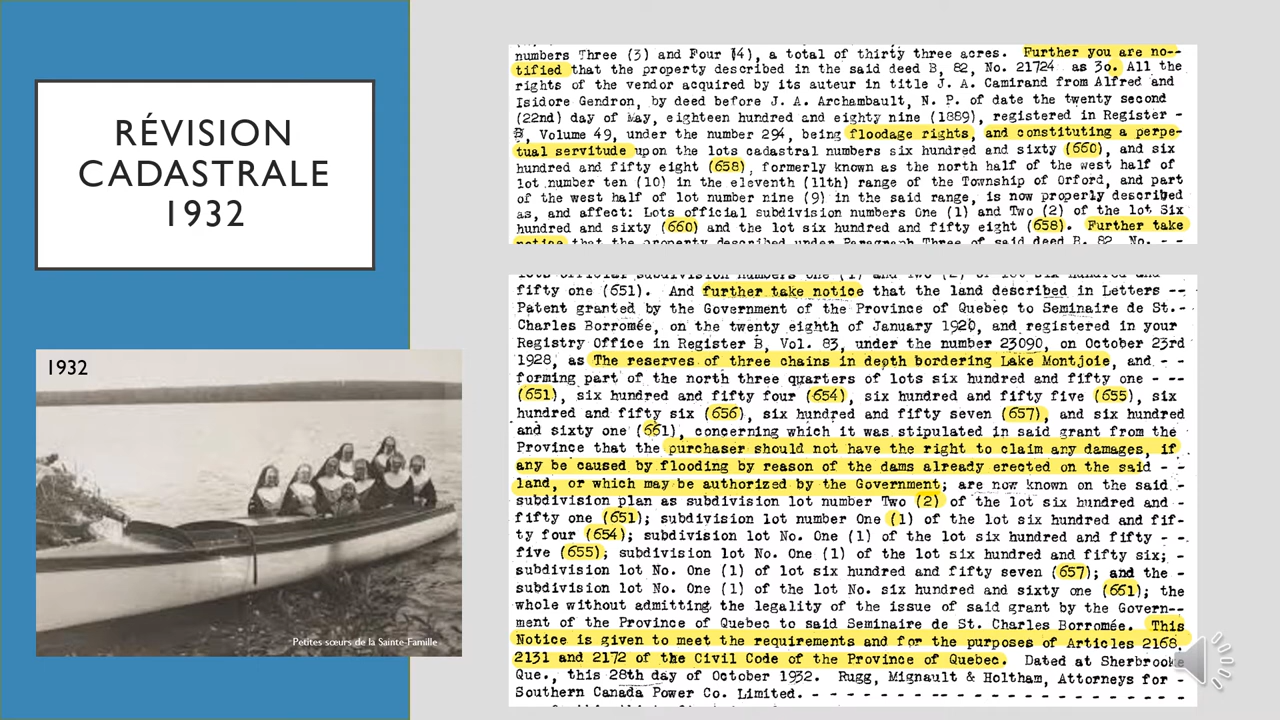 RÉVISION
CADASTRALE
1932
1932
Petites sœurs de la Sainte-Famille
numbers Three (3) and Four (4), a total of thirty three acres. Further you are no--
tified that the property described in the said deed B, 82, No. 21724 as 3o. All the
rights of the vendor acquired by its auteur in title J. A. Camirand from Alfred and
Isidore Gendron, by deed before J. A. Archambault, N. P. of date the twenty second
(22nd) day of May, eighteen hundred and eighty nine (1889), registered in Register -
B, Volume 49, under the number 294, being floodage rights, and constituting a perpe-
tual servitude upon the lots cadastral numbers six hundred and sixty (660), and six
hundred and fifty eight (658), formerly known as the north half of the west half of
lot number ten (10) in the eleventh (11th) range of the Township of Orford, and part
of the west half of lot number nine (9) in the said range, is now properly described
as, and affect: Lots official subdivision numbers One (1) and Two (2) of the lot Six
hundred and sixty (660) and the lot six hundred and fifty eight (658). Further take
notice that the property described under Paragraph Three of said deed B. 82, No. - -
lots official subdivision numbers One (1) and Two (2) of lot Six hundred and
fifty one (651). And further take notice that the land described in Letters --
Patent granted by the Government of the Province of Quebec to Seminaire de St.-
Charles Borromée, on the twenty eighth of January 1920, and registered in your
Registry Office in Register B, Vol. 83, under the number 23090, on October 23rd
1928, as The reserves of three chains in depth bordering Lake Montjoie, and - -
forming part of the north three quarters of lots six hundred and fifty one - --
(651), six hundred and fifty four (654), six hundred and fifty five (655), six
hundred and fifty six (656), six hundred and fifty seven (657), and six hundred
and sixty one (661), concerning which it was stipulated in said grant from the
Province that the purchaser should not have the right to claim any damages, if
any be caused by flooding by reason of the dams already erected on the said - -
land, or which may be authorized by the Government; are now known on the said -
subdivision plan as subdivision lot number Two (2) of the lot six hundred and -
fifty one (651); subdivision lot number One (1) of the lot six hundred and fif-
ty four (654); subdivision lot No. One (1) of the lot six hundred and fifty - -
five (655); subdivision lot No. One (1) of the lot six hundred and fifty six; -
subdivision lot No. One (1) of lot six hundred and fifty seven (657); and the -
subdivision lot No. One (1) of the lot No. six hundred and sixty one (661); the
whole without admitting the legality of the issue of said grant by the Govern--
ment of the Province of Quebec to said Seminaire de St. Charles Borromée. This
Notice is given to meet the requirements and for the purposes of Articles 2168,
2131 and 2172 of the Civil Code of the Province of Quebec. Dated at Sherbrooke
Que., this 28th day of October 1932. Rugg, Mignault & Holtham, Attorneys for -
Southern Canada Power Co. Limited. - - - - - - - - - - - - - - - - - - - - - - -